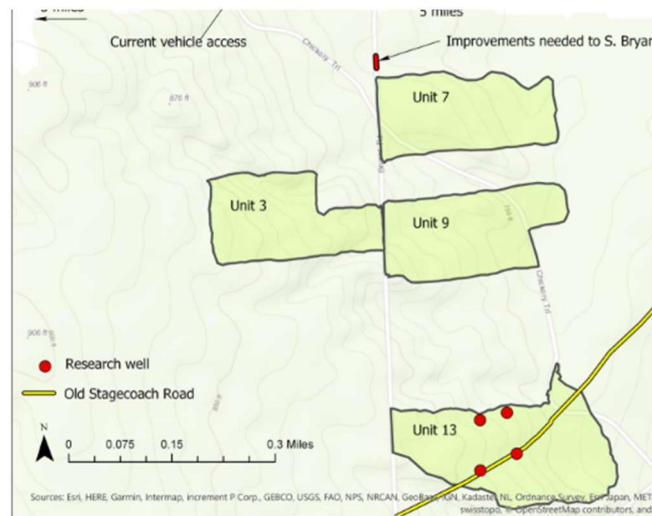 5 miles
Current vehicle access
Improvements needed to S. Bryan
Chickory Trl
906 ft
876 ft
Unit 7
Unit 3
Unit 9
Chickory Trl
906 ft
Research well
Old Stagecoach Road
Unit 13
N
0 0.075 0.15 0.3 Miles
Sources: Esri, HERE, Garmin, Intermap, increment P Corp., GEBCO, USGS, FAO, NPS, NRCAN, GeoBase, IGN, Kadaster NL, Ordnance Survey, Esri Japan, MET
swisstopo, © OpenStreetMap contributors, and